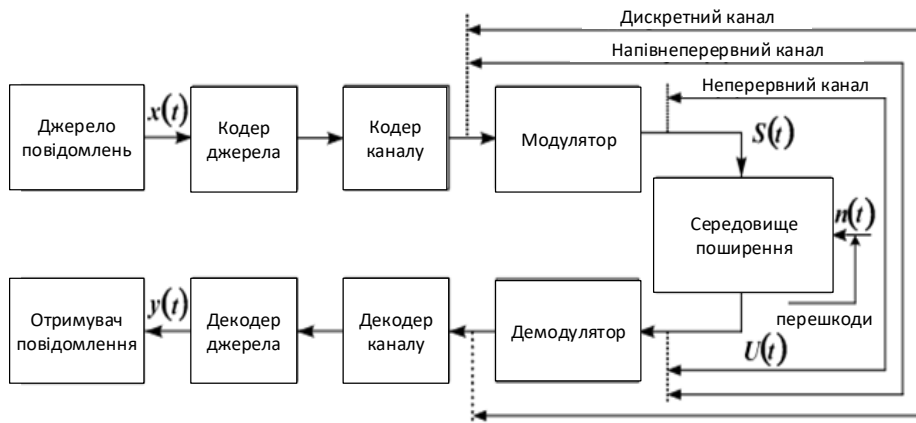 Дискретний канал
Напівнеперервний канал
Неперервний канал
Джерело
повідомлень
x(t)
Кодер
джерела
Кодер
каналу
Модулятор
S(t)
Середовище
поширення
n(t)
перешкоди
Отримувач
повідомлення
y(t)
Декодер
джерела
Декодер
каналу
Демодулятор
U(t)